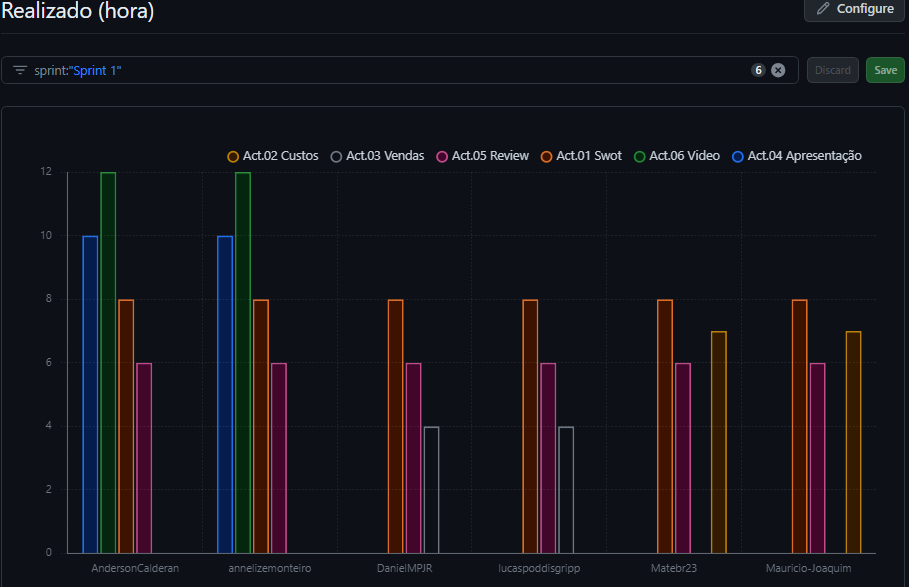 Realizado (hora)
Configure
sprint:"Sprint 1"
6
Discard
Save
Act.02 Custos Act.03 Vendas Act.05 Review Act.01 Swot Act.06 Video Act.04 Apresentação
12
10
8
6
4
2
0
AndersonCalderan annelizemonteiro DanielMPJR lucaspoddisgripp Matebr23 Mauricio-Joaquim